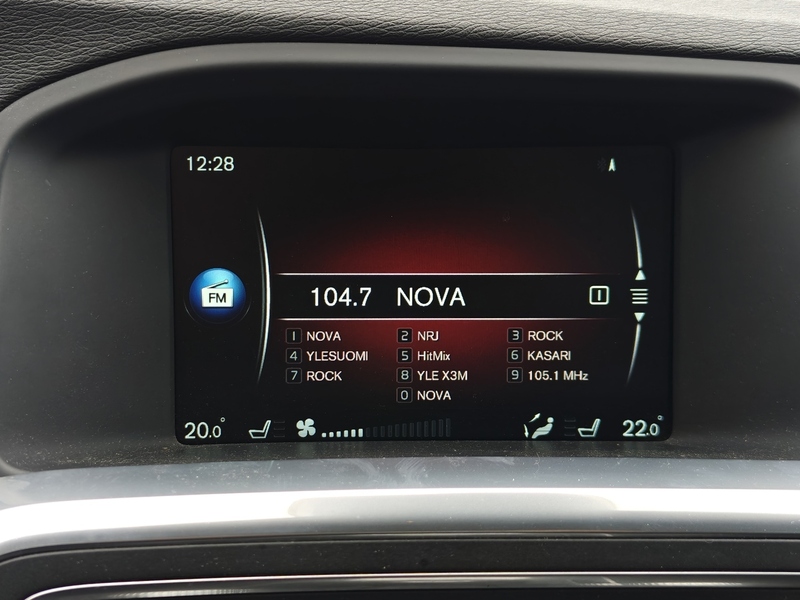 12:28
FM
104.7 NOVA 1
1 NOVA 2 NRJ 3 ROCK
4 YLESUOMI 5 HitMix 6 KASARI
7 ROCK 8 YLE X3M 9 105.1 MHz
0 NOVA
20.0° 22.0°